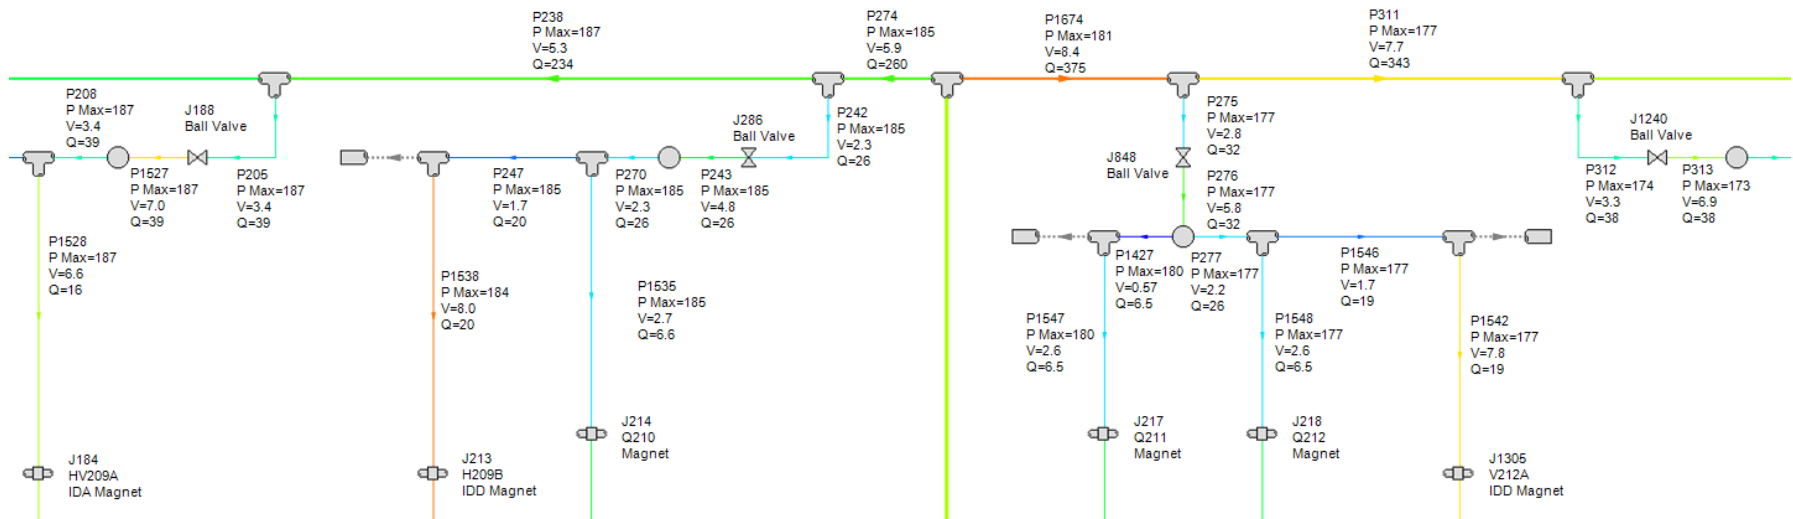 P238
P Max=187
V=5.3
Q=234
P274
P Max=185
V=5.9
Q=260
P1674
P Max=181
V=8.4
Q=375
P311
P Max=177
V=7.7
Q=343
P208
P Max=187
V=3.4
Q=39
J188
Ball Valve
J286
Ball Valve
P242
P Max=185
V=2.3
Q=26
P275
P Max=177
V=2.8
Q=32
J1240
Ball Valve
J848
Ball Valve
P1527
P Max=187
V=7.0
Q=39
P205
P Max=187
V=3.4
Q=39
P247
P Max=185
V=1.7
Q=20
P270
P Max=185
V=2.3
Q=26
P243
P Max=185
V=4.8
Q=26
P276
P Max=177
V=5.8
Q=32
P312
P Max=174
V=3.3
Q=38
P313
P Max=173
V=6.9
Q=38
P1528
P Max=187
V=6.6
Q=16
P1538
P Max=184
V=8.0
Q=20
P1535
P Max=185
V=2.7
Q=6.6
P1427
P Max=180
V=0.57
Q=6.5
P277
P Max=177
V=2.2
Q=26
P1546
P Max=177
V=1.7
Q=19
P1547
P Max=180
V=2.6
Q=6.5
P1548
P Max=177
V=2.6
Q=6.5
P1542
P Max=177
V=7.8
Q=19
J184
HV209A
IDA Magnet
J213
H209B
IDD Magnet
J214
Q210
Magnet
J217
Q211
Magnet
J218
Q212
Magnet
J1305
V212A
IDD Magnet